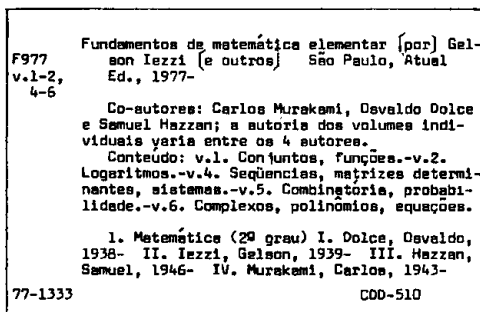 Fundamentos de matemática elementar [por] Gel-
F977 son Iezzi [e outros] São Paulo, Atual
v.1-2, Ed., 1977-
4-6
Co-autores: Carlos Murakami, Osvaldo Dolce
e Samuel Hazzan; a autoria dos volumes indi-
viduais varia entre os 4 autores.
Conteúdo: v.1. Conjuntos, funções.-v.2.
Logaritmos.-v.4. Seqüencias, matrizes determi-
nantes, sistemas.-v.5. Combinatória, probabi-
lidade.-v.6. Complexos, polinômios, equações.
1. Matemática (2º grau) I. Dolce, Osvaldo,
1938- II. Iezzi, Gelson, 1939- III. Hazzan,
Samuel, 1946- IV. Murakami, Carlos, 1943-
77-1333 CDD-510